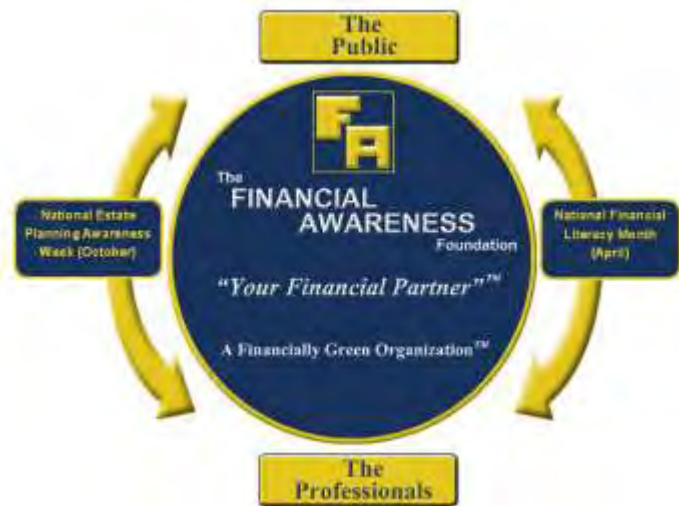 The
Public
FA
The
FINANCIAL
AWARENESS
Foundation
National Estate
Planning Awareness
Week (October)
National Financial
Literacy Month
(April)
"Your Financial Partner"™
A Financially Green Organization™
The
Professionals